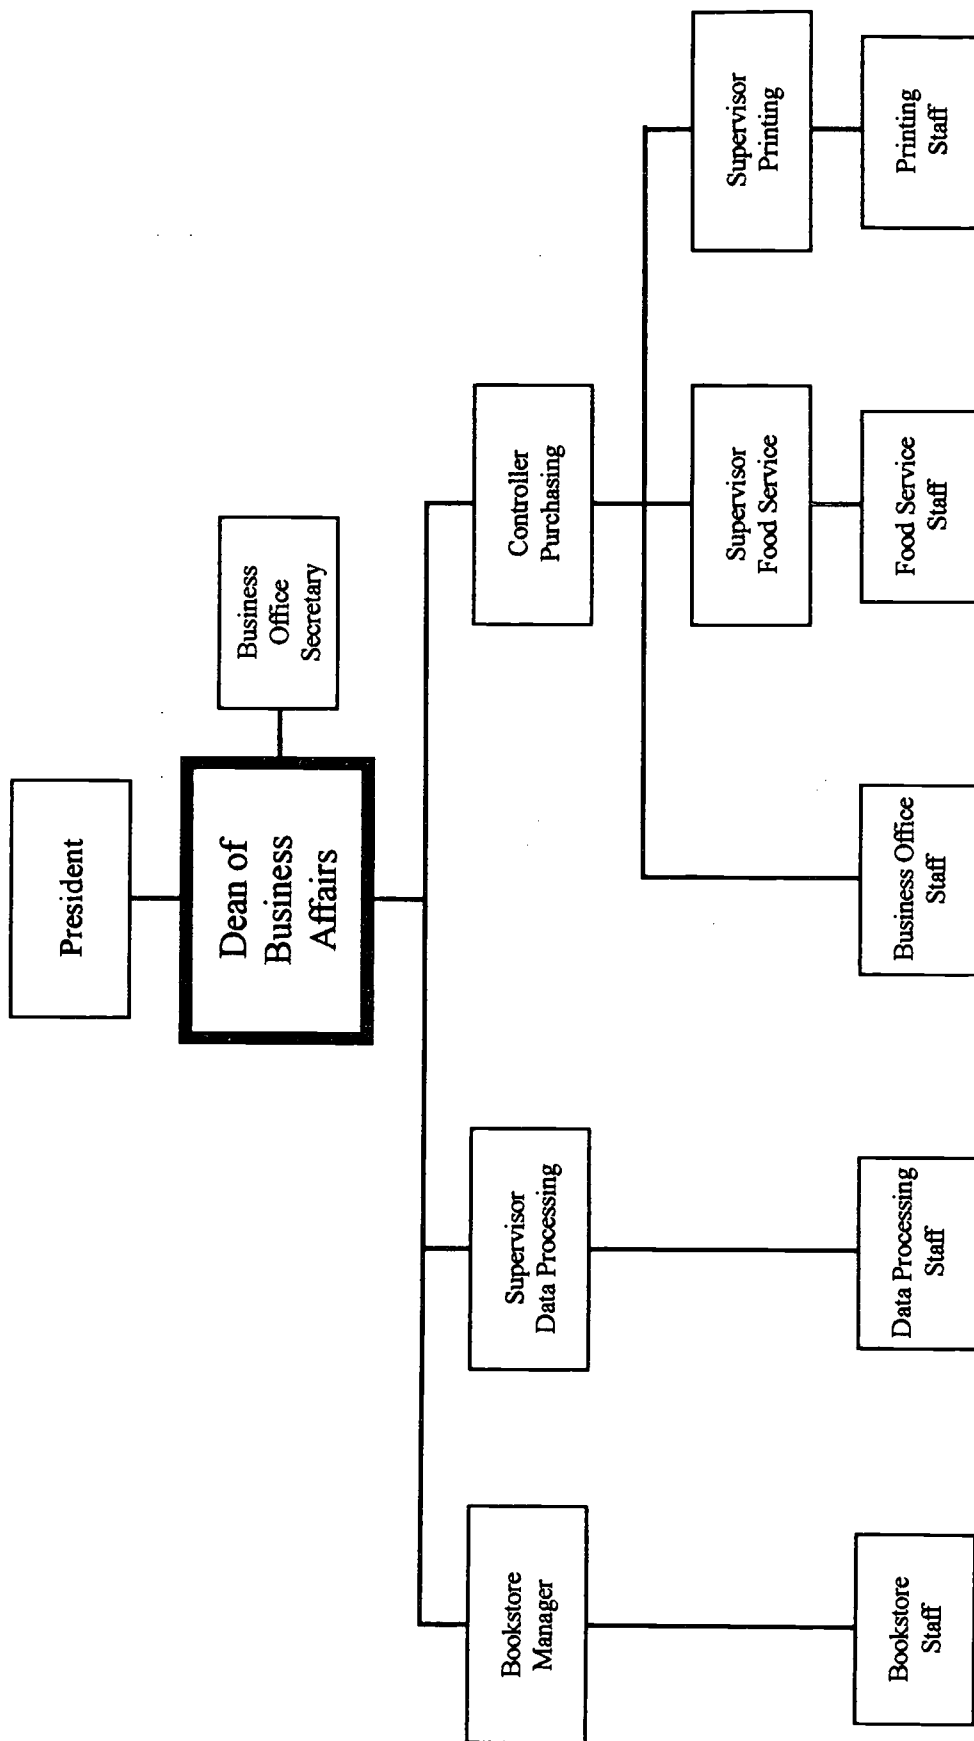 President
Dean of
Business
Affairs
Business
Office
Secretary
Bookstore
Manager
Supervisor
Data Processing
Controller
Purchasing
Supervisor
Food Service
Supervisor
Printing
Bookstore
Staff
Data Processing
Staff
Business Office
Staff
Food Service
Staff
Printing
Staff